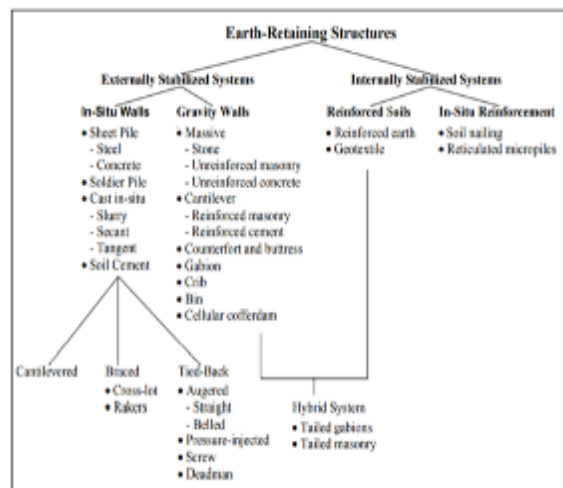 Earth-Retaining Structures
Externally Stabilized Systems
Internally Stabilized Systems
In-Situ Walls
• Sheet Pile
- Steel
- Concrete
• Soldier Pile
• Cast in-situ
- Slurry
- Secant
- Tangent
• Soil Cement
Gravity Walls
• Massive
- Stone
- Unreinforced masonry
- Unreinforced concrete
• Cantilever
- Reinforced masonry
- Reinforced cement
• Counterfort and buttress
• Gabion
• Crib
• Bin
• Cellular cofferdam
Reinforced Soils
• Reinforced earth
• Geotextile
In-Situ Reinforcement
• Soil nailing
• Reticulated micropiles
Cantilevered
Braced
• Cross-lot
• Rakers
Tied-Back
• Augered
- Straight
- Belled
• Pressure-injected
• Screw
• Deadman
Hybrid System
• Tailed gabions
• Tailed masonry